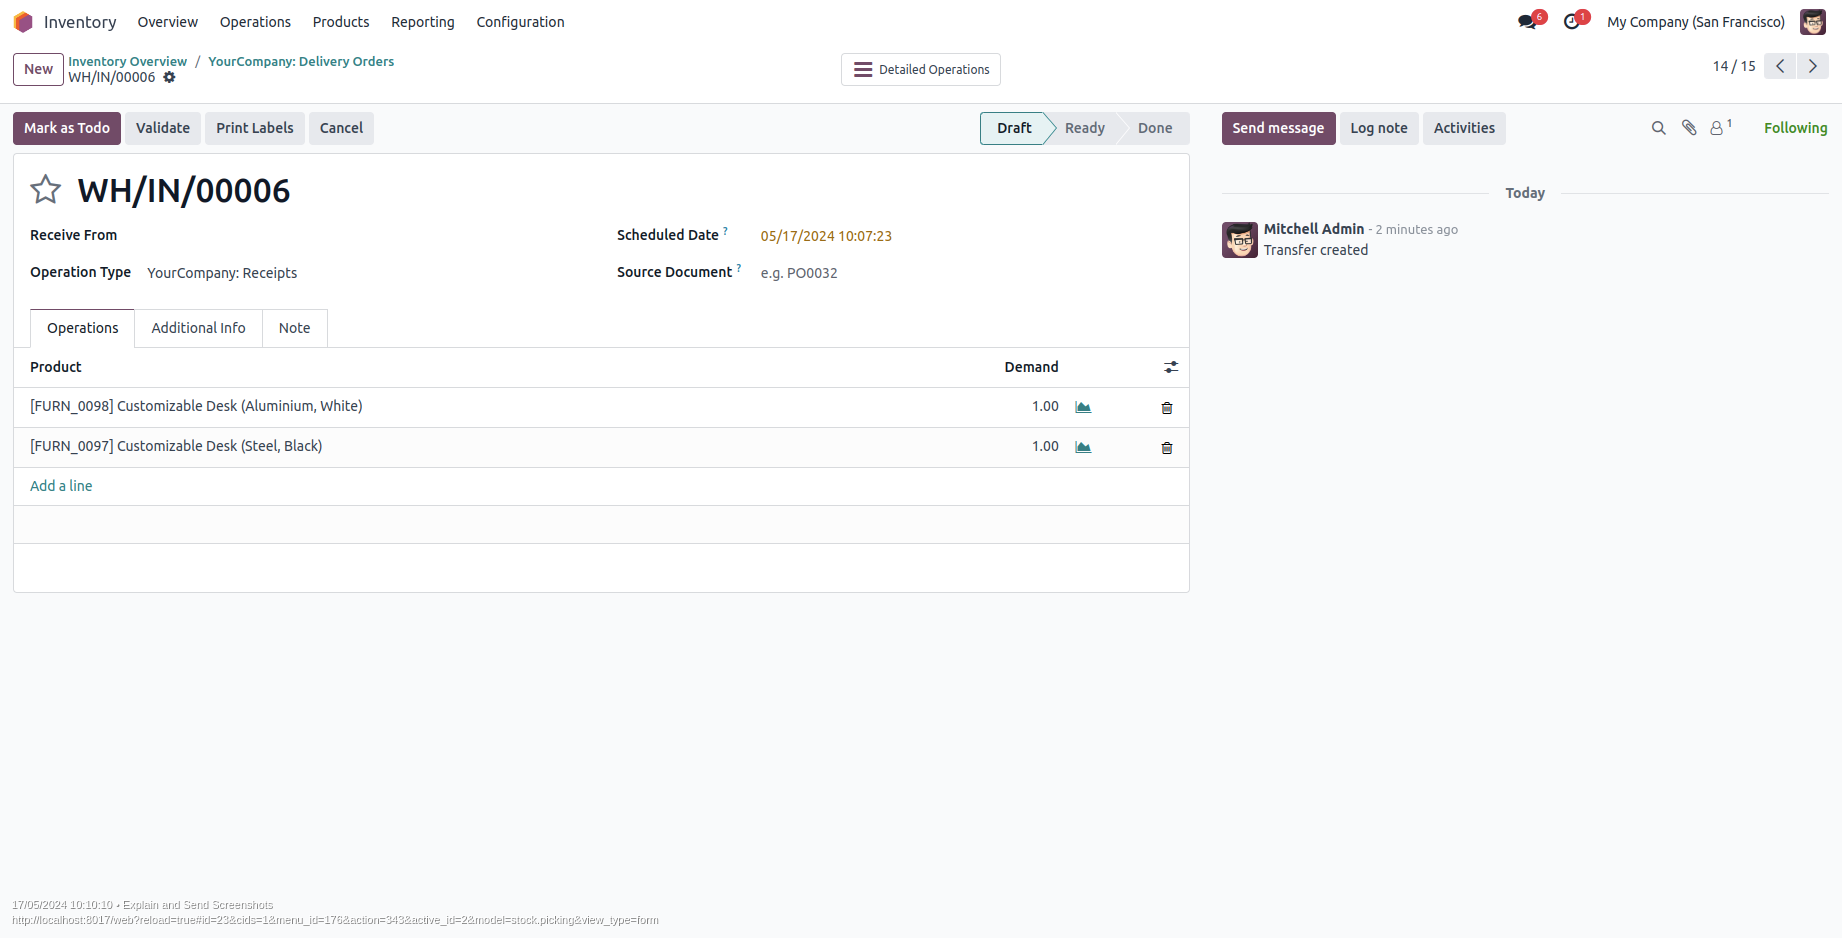 Inventory Overview Operations Products Reporting Configuration 6 1 My Company (San Francisco)
New Inventory Overview / YourCompany: Delivery Orders
WH/IN/00006
Detailed Operations
14 / 15
Mark as Todo Validate Print Labels Cancel Draft Ready Done Send message Log note Activities 1 Following
WH/IN/00006
Receive From
Scheduled Date ? 05/17/2024 10:07:23
Operation Type YourCompany: Receipts
Source Document ? e.g. PO0032
Today
Mitchell Admin - 2 minutes ago
Transfer created
Operations Additional Info Note
Product Demand
[FURN_0098] Customizable Desk (Aluminium, White) 1.00
[FURN_0097] Customizable Desk (Steel, Black) 1.00
Add a line
17/05/2024 10:10:10 • Explain and Send Screenshots
http://localhost:8017/web?reload=true#id=23&cids=1&menu_id=176&action=343&active_id=2&model=stock.picking&view_type=form